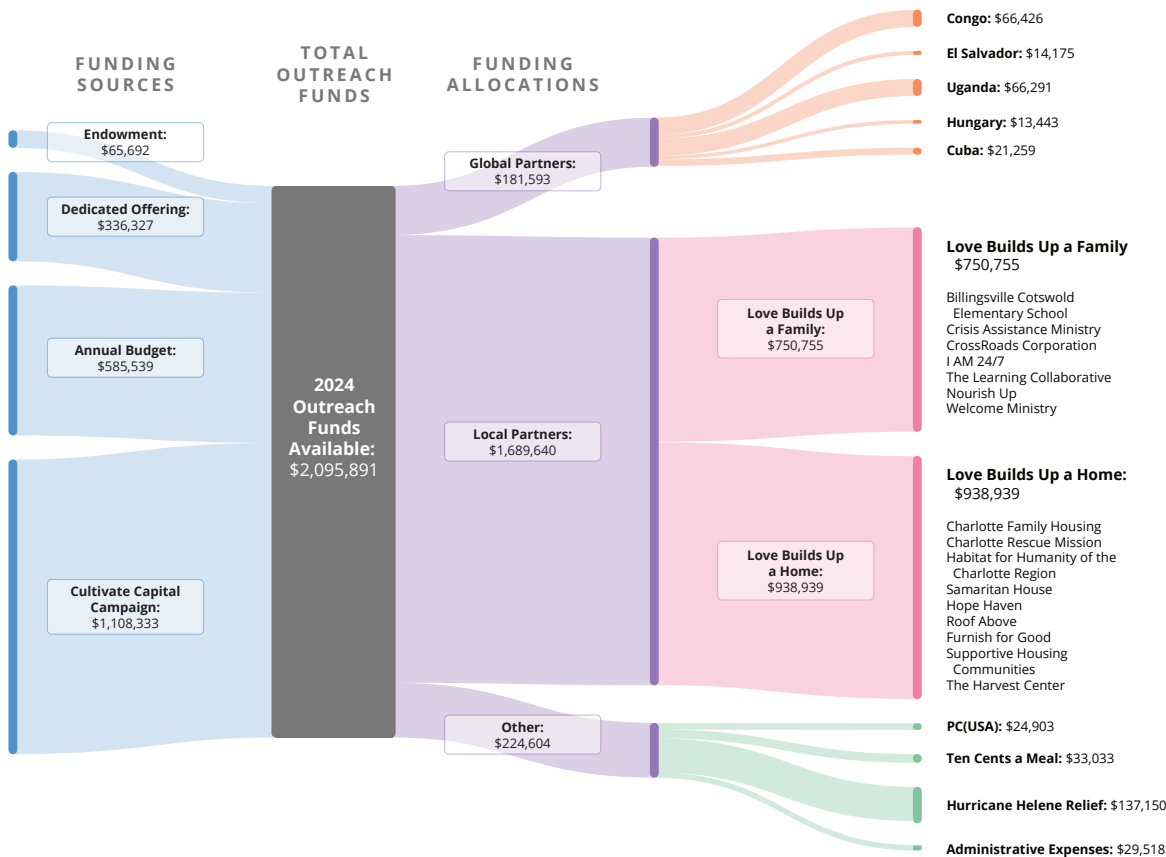 FUNDING
SOURCES
TOTAL
OUTREACH
FUNDS
FUNDING
ALLOCATIONS
Endowment:
$65,692
Dedicated Offering:
$336,327
Annual Budget:
$585,539
Cultivate Capital
Campaign:
$1,108,333
2024
Outreach
Funds
Available:
$2,095,891
Global Partners:
$181,593
Local Partners:
$1,689,640
Other:
$224,604
Love Builds Up
a Family:
$750,755
Love Builds Up
a Home:
$938,939
Congo: $66,426
El Salvador: $14,175
Uganda: $66,291
Hungary: $13,443
Cuba: $21,259
Love Builds Up a Family
$750,755
Billingsville Cotswold
Elementary School
Crisis Assistance Ministry
CrossRoads Corporation
I AM 24/7
The Learning Collaborative
Nourish Up
Welcome Ministry
Love Builds Up a Home:
$938,939
Charlotte Family Housing
Charlotte Rescue Mission
Habitat for Humanity of the
Charlotte Region
Samaritan House
Hope Haven
Roof Above
Furnish for Good
Supportive Housing
Communities
The Harvest Center
PC(USA): $24,903
Ten Cents a Meal: $33,033
Hurricane Helene Relief: $137,150
Administrative Expenses: $29,518